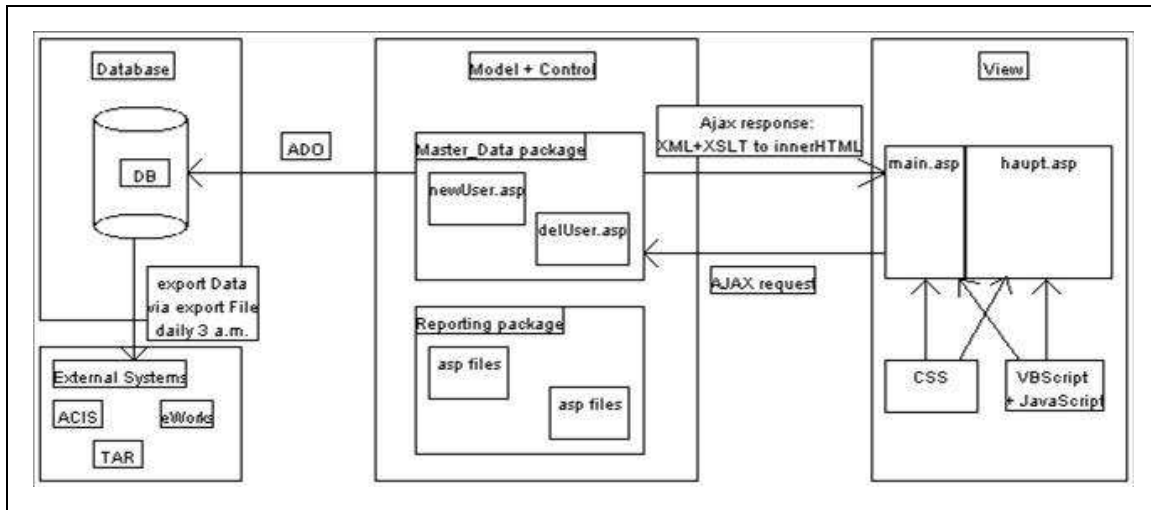 Database
DB
export Data
via export File
daily 3 a.m.
External Systems
ACIS
eWorks
TAR
ADO
Model + Control
Master_Data package
newUser.asp
delUser.asp
Reporting package
asp files
asp files
Ajax response:
XML+XSLT to innerHTML
AJAX request
View
main.asp
haupt.asp
CSS
VBScript
+ JavaScript